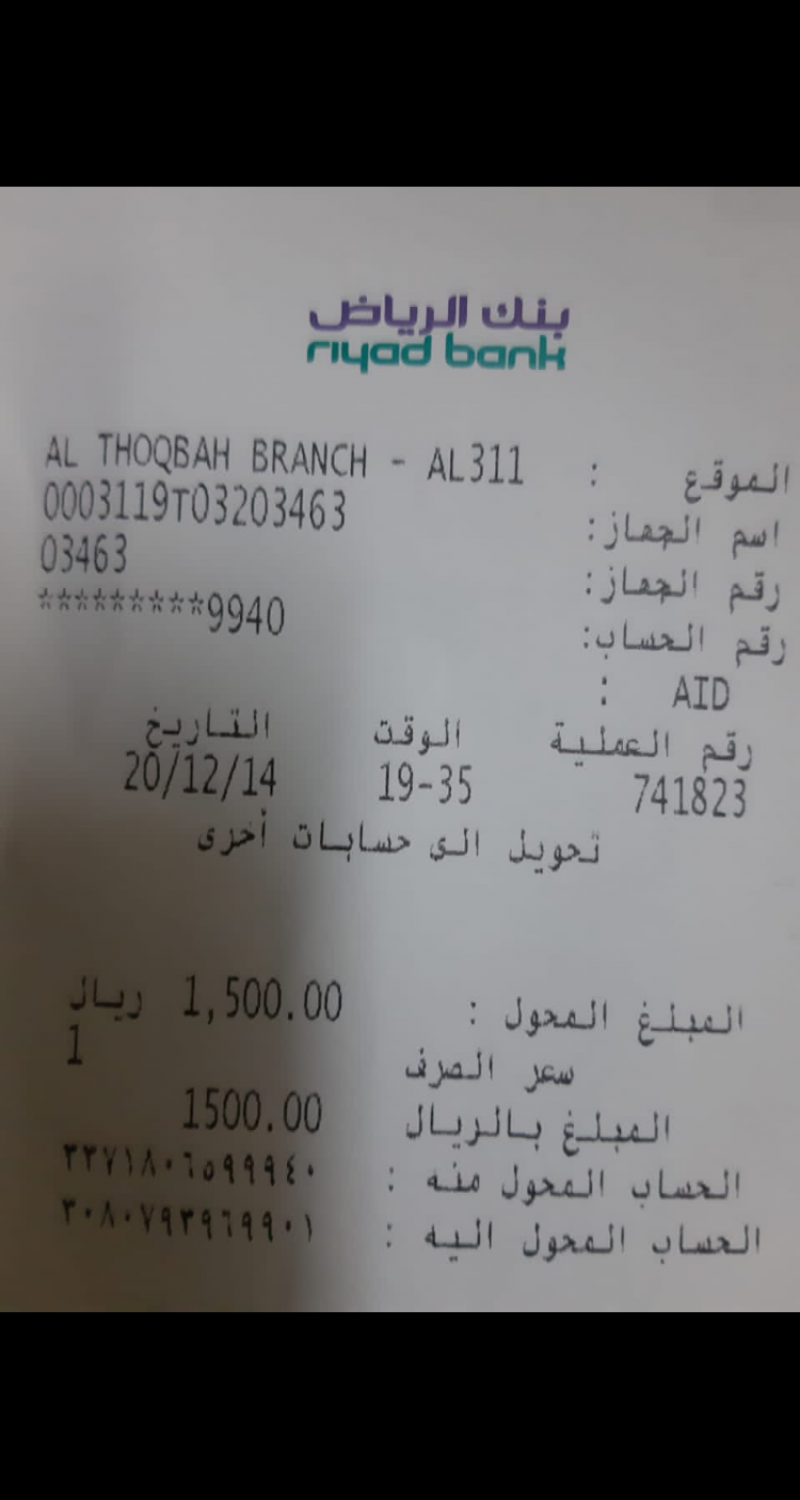 بنك الرياض
riyad bank
الموقع : AL THOQBAH BRANCH - AL311
اسم الجهاز: 0003119T03203463
رقم الجهاز: 03463
رقم الحساب: *********9940
AID :
رقم العملية الوقت التاريخ
741823 19-35 20/12/14
تحويل الى حسابات أخرى
المبلغ المحول : 1,500.00 ريال
سعر الصرف 1
المبلغ بالريال 1500.00
الحساب المحول منه : ٣٣٧١٨٠٦٥٩٩٩٤٠
الحساب المحول اليه : ٣٠٨٠٧٩٣٩٦٩٩٠١